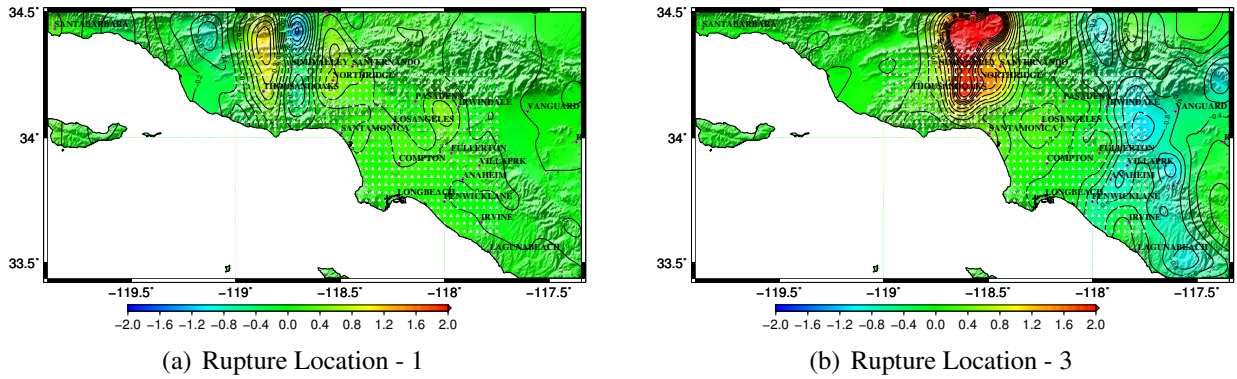 34.5°
SANTABARBARA
SIMIVALLEY SANFERNANDO
NORTHRIDGE
THOUSANDOAKS
PASADENA
IRWINDALE
VANGUARD
LOSANGELES
SANTAMONICA
34°
FULLERTON
COMPTON
VILLAPRK
ANAHEIM
LONGBEACH
FENWICKLANE
IRVINE
LAGUNABEACH
33.5°
−119.5° −119° −118.5° −118° −117.5°
−2.0 −1.6 −1.2 −0.8 −0.4 0.0 0.4 0.8 1.2 1.6 2.0
(a) Rupture Location - 1
34.5°
SANTABARBARA
SIMIVALLEY SANFERNANDO
NORTHRIDGE
THOUSANDOAKS
PASADENA
IRWINDALE
VANGUARD
LOSANGELES
SANTAMONICA
34°
FULLERTON
COMPTON
VILLAPRK
ANAHEIM
LONGBEACH
FENWICKLANE
IRVINE
LAGUNABEACH
33.5°
−119.5° −119° −118.5° −118° −117.5°
−2.0 −1.6 −1.2 −0.8 −0.4 0.0 0.4 0.8 1.2 1.6 2.0
(b) Rupture Location - 3